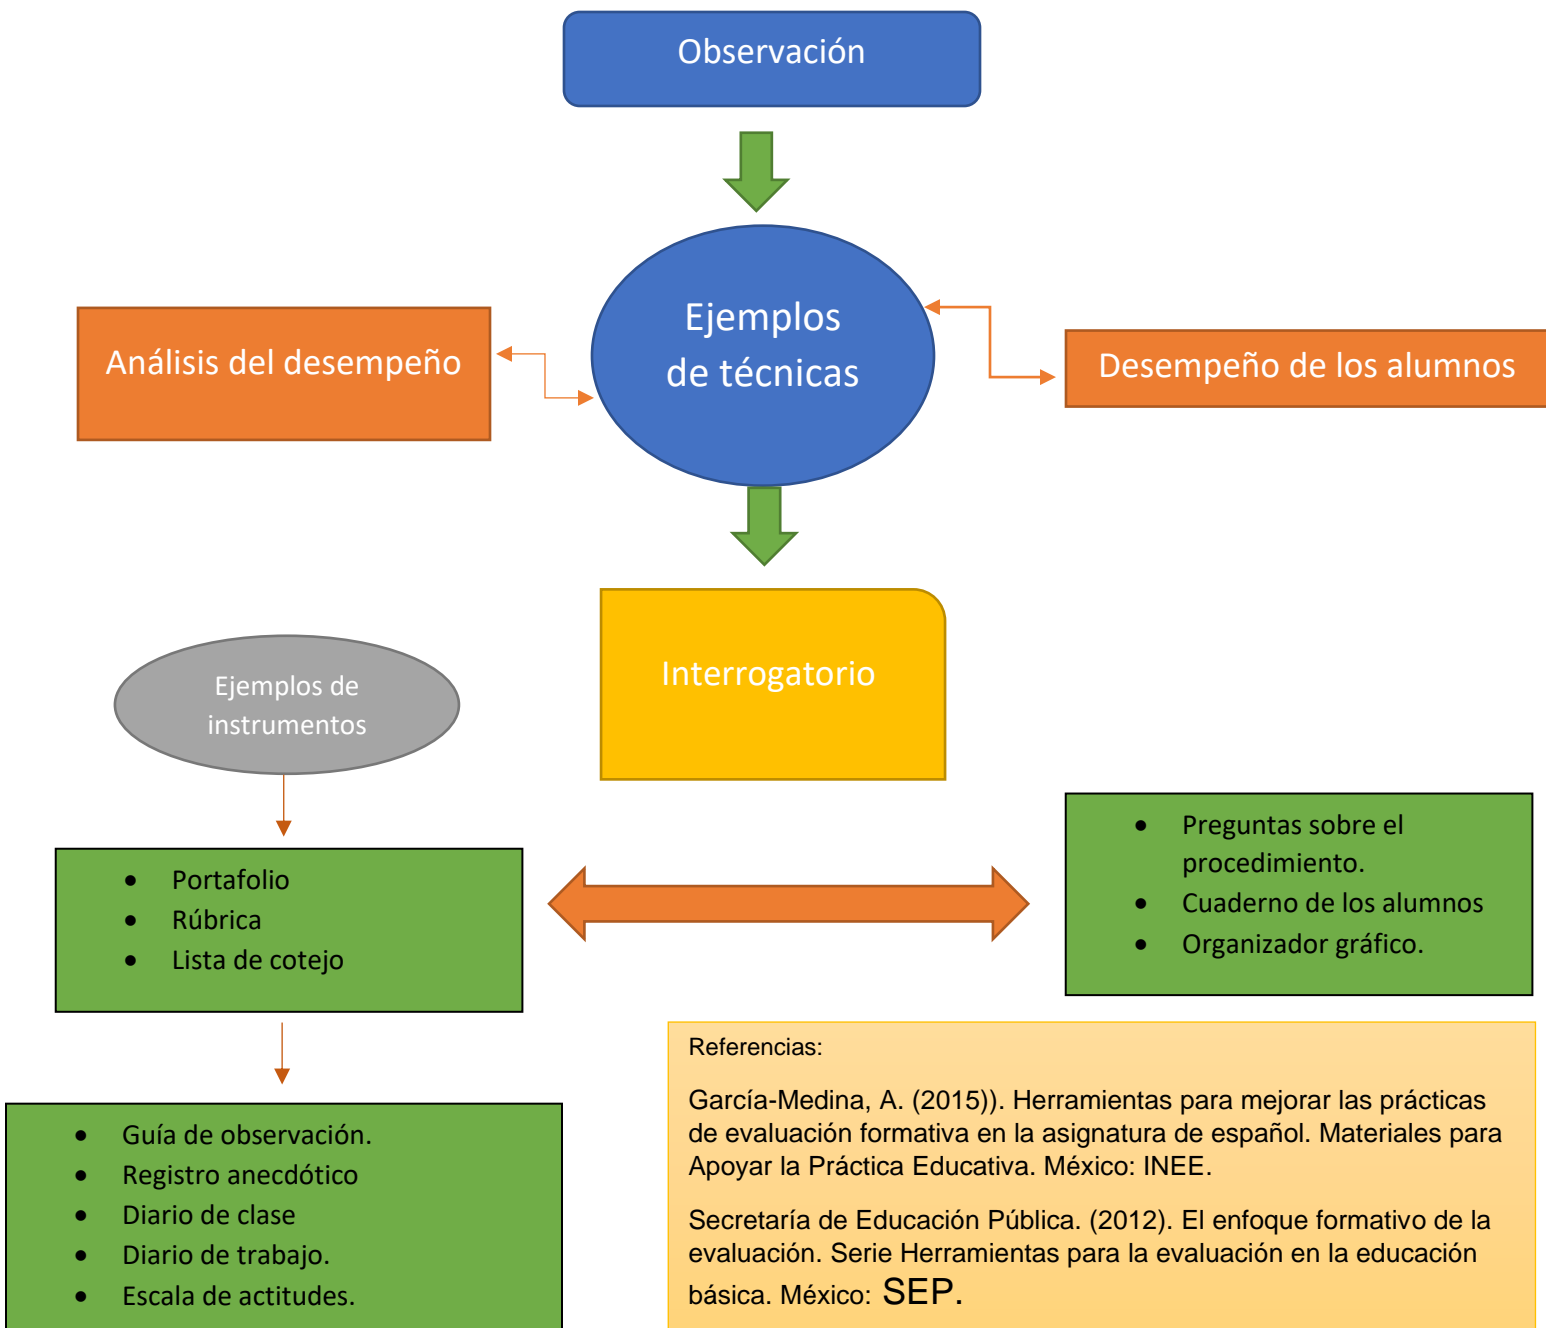 Observación
Ejemplos
de técnicas
Análisis del desempeño
Desempeño de los alumnos
Interrogatorio
Ejemplos de
instrumentos
• Portafolio
• Rúbrica
• Lista de cotejo
• Preguntas sobre el
procedimiento.
• Cuaderno de los alumnos
• Organizador gráfico.
• Guía de observación.
• Registro anecdótico
• Diario de clase
• Diario de trabajo.
• Escala de actitudes.
Referencias:
García-Medina, A. (2015)). Herramientas para mejorar las prácticas
de evaluación formativa en la asignatura de español. Materiales para
Apoyar la Práctica Educativa. México: INEE.
Secretaría de Educación Pública. (2012). El enfoque formativo de la
evaluación. Serie Herramientas para la evaluación en la educación
básica. México: SEP.